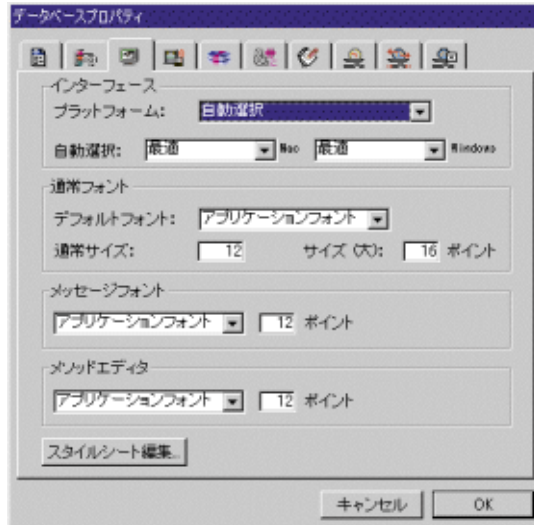 データベースプロパティ
インターフェース
プラットフォーム: 自動選択
自動選択: 最適 Mac 最適 Windows
通常フォント
デフォルトフォント: アプリケーションフォント
通常サイズ: 12 サイズ (大): 16 ポイント
メッセージフォント
アプリケーションフォント 12 ポイント
メソッドエディタ
アプリケーションフォント 12 ポイント
スタイルシート編集...
キャンセル OK